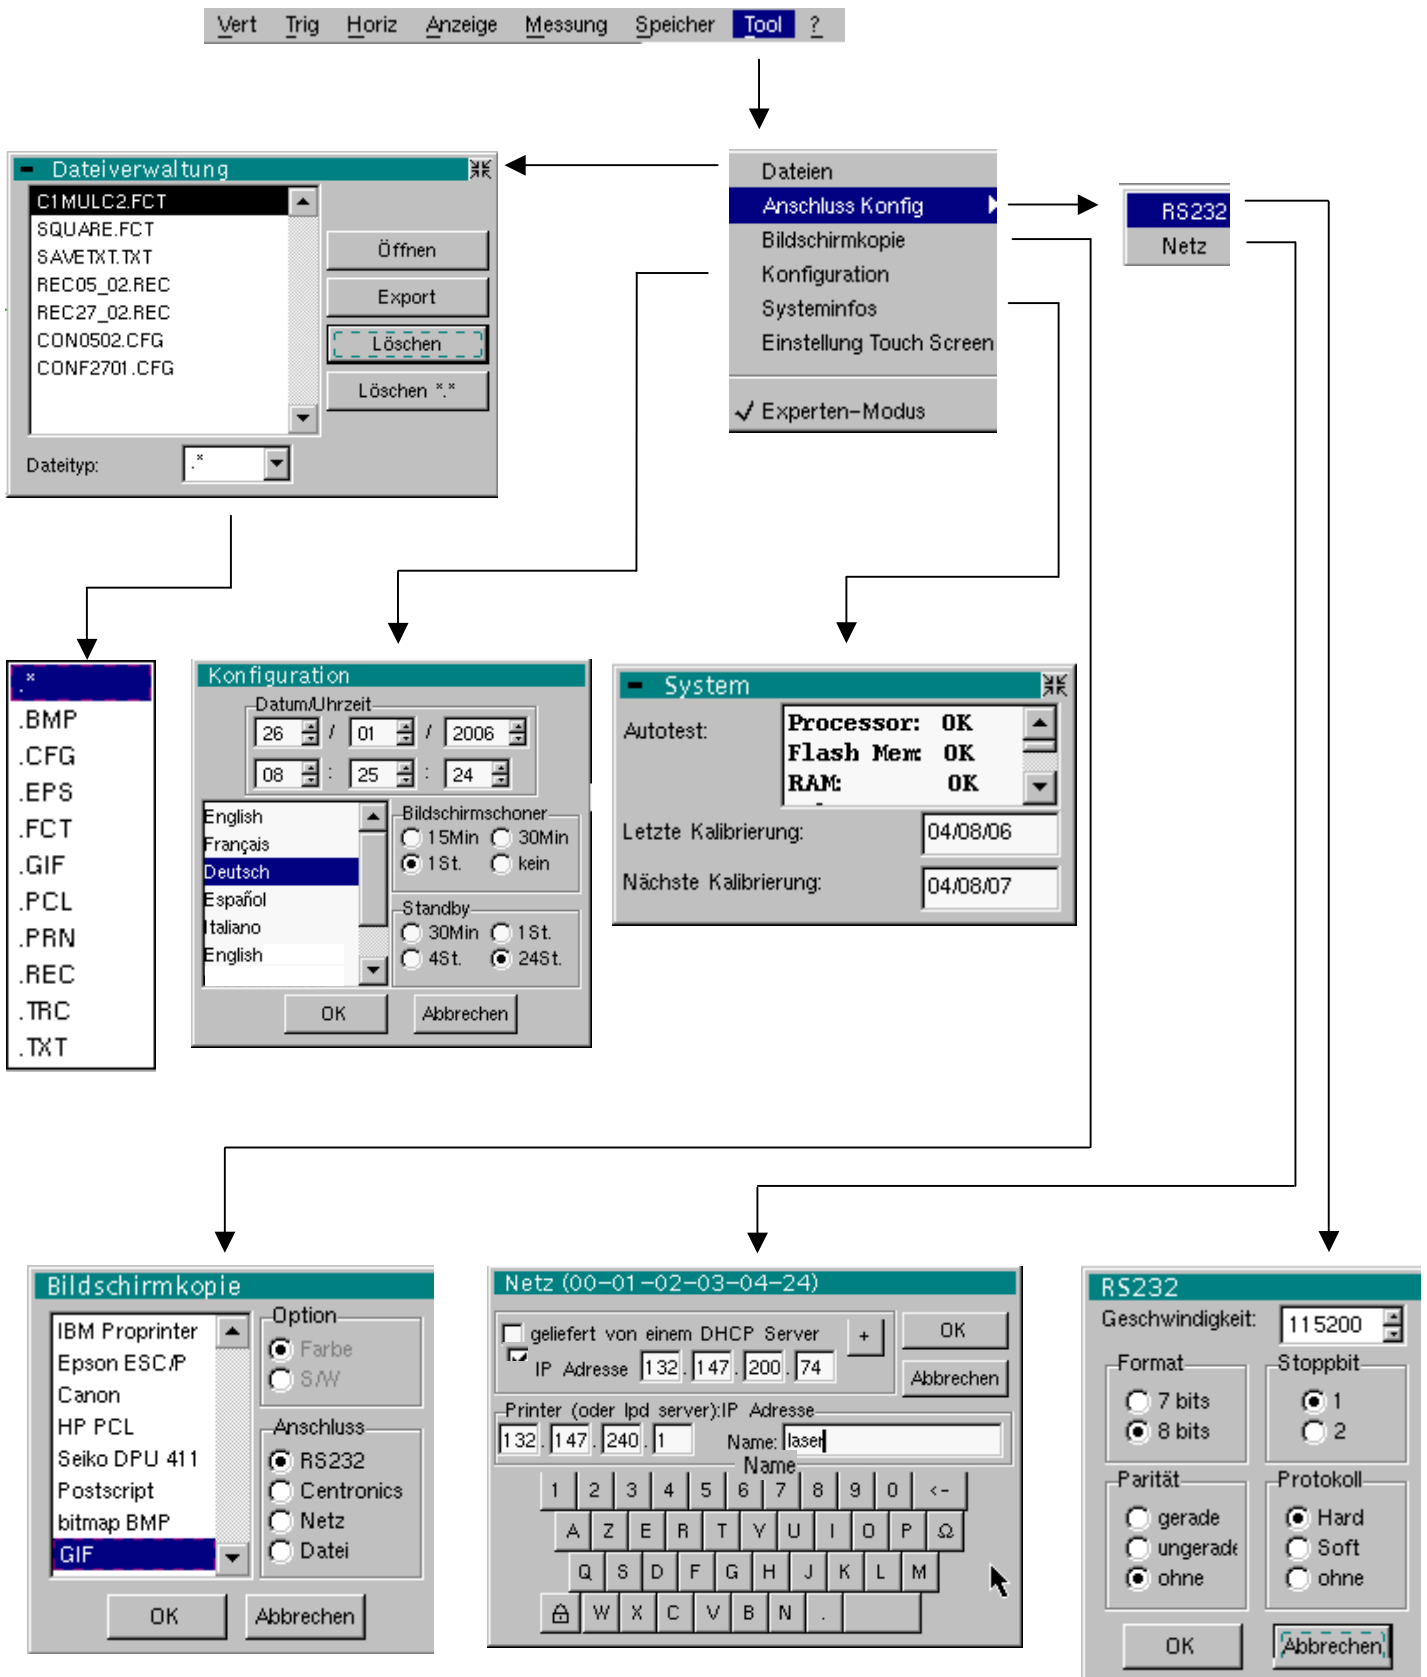 Vert Trig Horiz Anzeige Messung Speicher Tool ?
Dateiverwaltung
C1MULC2.FCT
SQUARE.FCT
SAVETXT.TXT
REC05_02.REC
REC27_02.REC
CON0502.CFG
CONF2701.CFG
Öffnen
Export
Löschen
Löschen *.*
Dateityp: .*
Dateien
Anschluss Konfig
Bildschirmkopie
Konfiguration
Systeminfos
Einstellung Touch Screen
✓ Experten-Modus
RS232
Netz
.*
.BMP
.CFG
.EPS
.FCT
.GIF
.PCL
.PRN
.REC
.TRC
.TXT
Konfiguration
Datum/Uhrzeit
26 / 01 / 2006
08 : 25 : 24
English
Français
Deutsch
Español
Italiano
English
Bildschirmschoner
15Min 30Min
1St. kein
Standby
30Min 1St.
4St. 24St.
OK Abbrechen
System
Autotest:
Processor: OK
Flash Mem: OK
RAM: OK
Letzte Kalibrierung: 04/08/06
Nächste Kalibrierung: 04/08/07
Bildschirmkopie
IBM Proprinter
Epson ESC/P
Canon
HP PCL
Seiko DPU 411
Postscript
bitmap BMP
GIF
Option
Farbe
S/W
Anschluss
RS232
Centronics
Netz
Datei
OK Abbrechen
Netz (00-01-02-03-04-24)
geliefert von einem DHCP Server +
IP Adresse 132. 147. 200. 74
OK
Abbrechen
Printer (oder lpd server):IP Adresse
132. 147. 240. 1 Name: laser
Name
1 2 3 4 5 6 7 8 9 0 <-
A Z E R T Y U I O P Ω
Q S D F G H J K L M
W X C V B N .
RS232
Geschwindigkeit: 115200
Format
7 bits
8 bits
Stoppbit
1
2
Parität
gerade
ungerade
ohne
Protokoll
Hard
Soft
ohne
OK Abbrechen